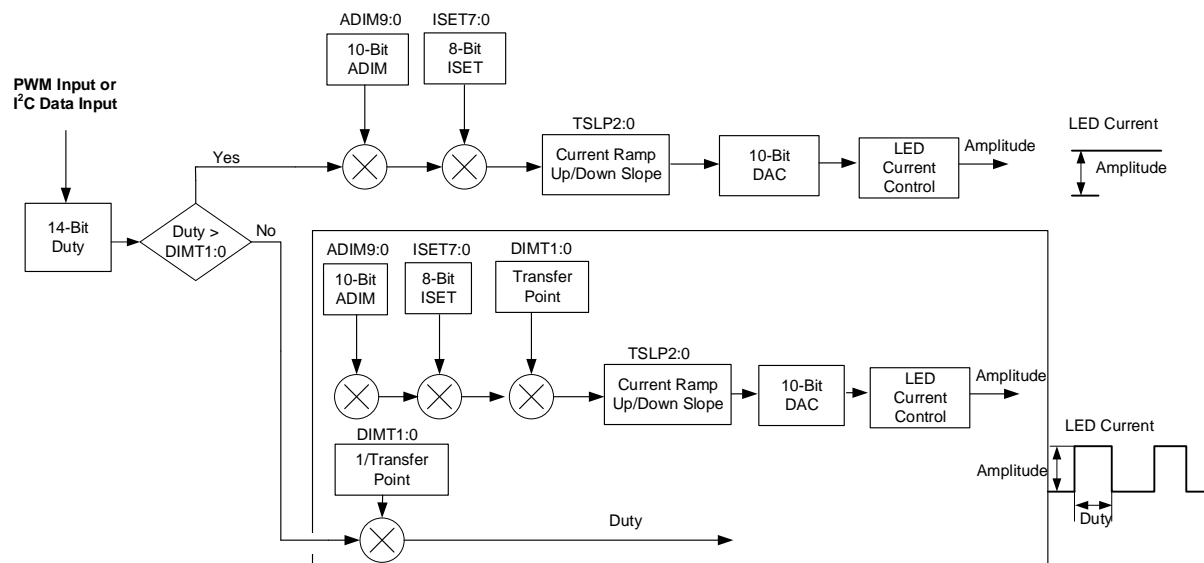 ADIM9:0
ISET7:0
10-Bit
ADIM
8-Bit
ISET
PWM Input or
I²C Data Input
TSLP2:0
Current Ramp
Up/Down Slope
10-Bit
DAC
LED
Current
Control
Amplitude
LED Current
Amplitude
Yes
14-Bit
Duty
Duty >
DIMT1:0
No
ADIM9:0
ISET7:0
DIMT1:0
10-Bit
ADIM
8-Bit
ISET
Transfer
Point
TSLP2:0
Current Ramp
Up/Down Slope
10-Bit
DAC
LED
Current
Control
Amplitude
DIMT1:0
1/Transfer
Point
Duty
LED Current
Amplitude
Duty